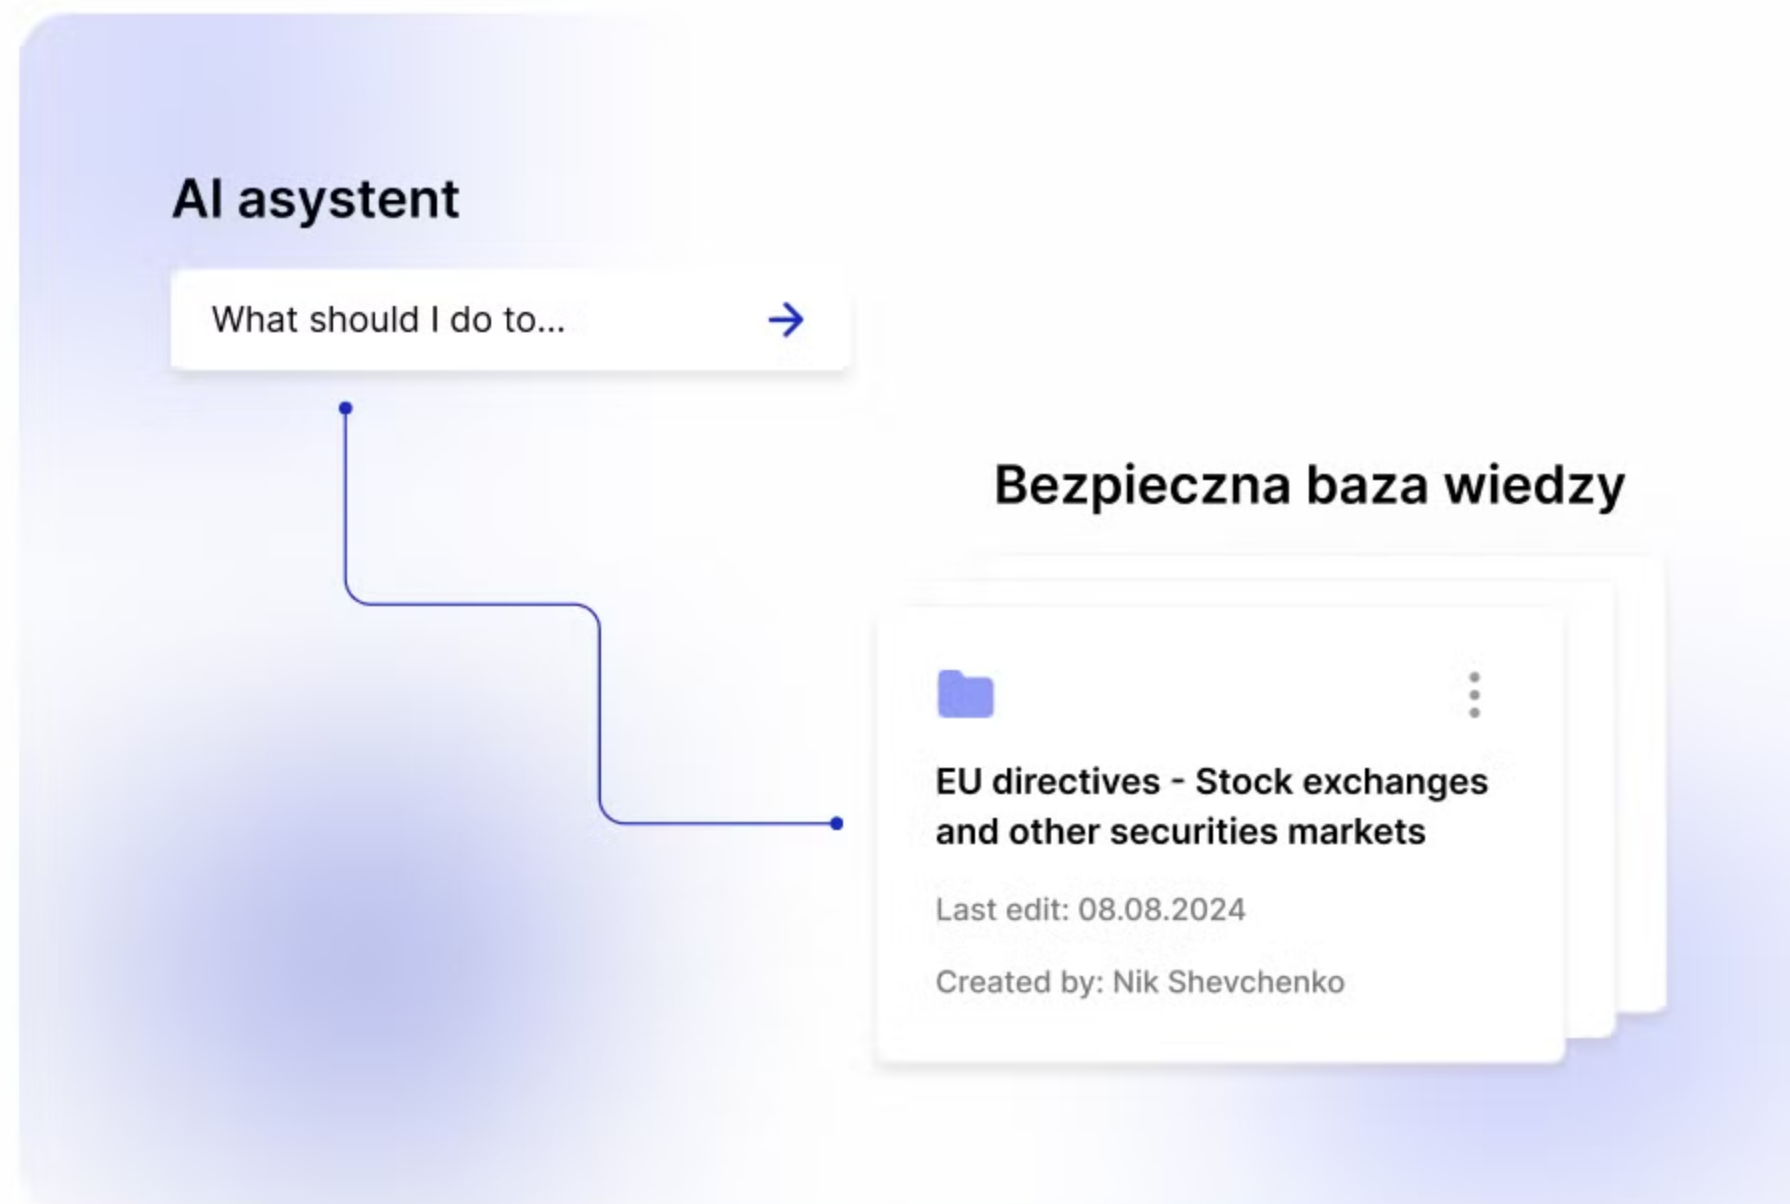 AI asystent
What should I do to...
Bezpieczna baza wiedzy
EU directives - Stock exchanges
and other securities markets
Last edit: 08.08.2024
Created by: Nik Shevchenko